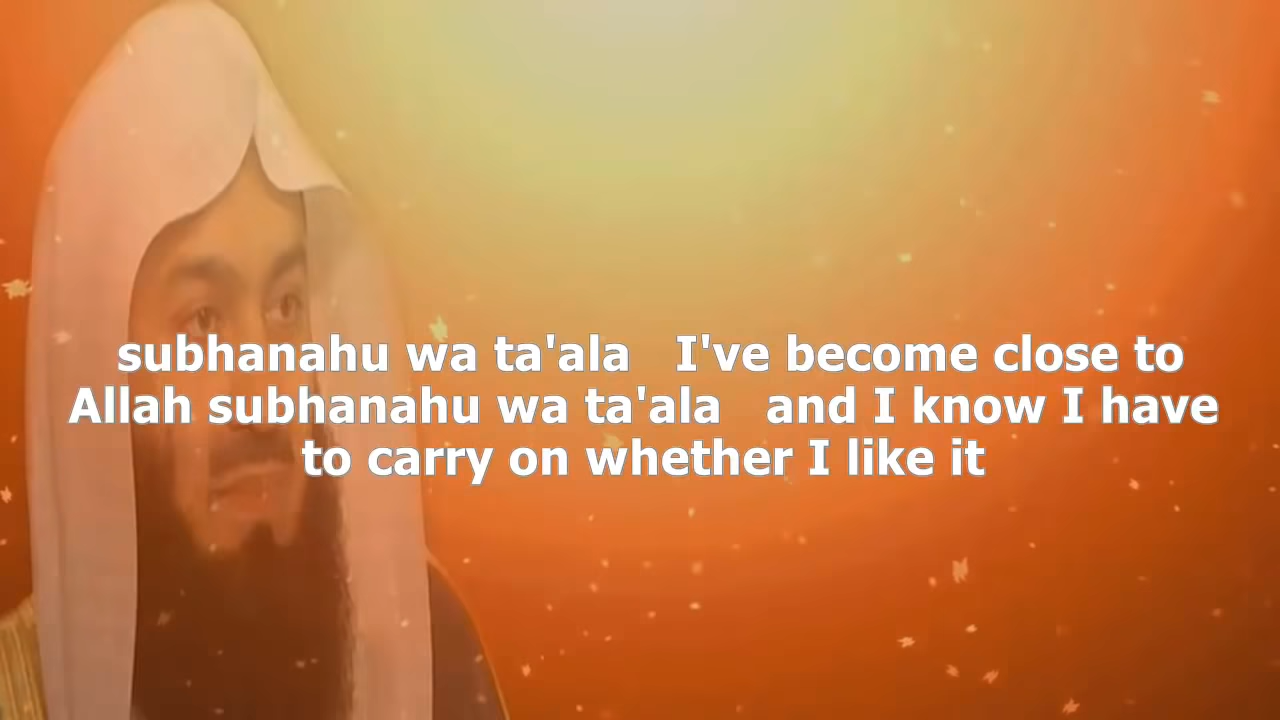 subhanahu wa ta'ala   I've become close to
Allah subhanahu wa ta'ala   and I know I have
to carry on whether I like it